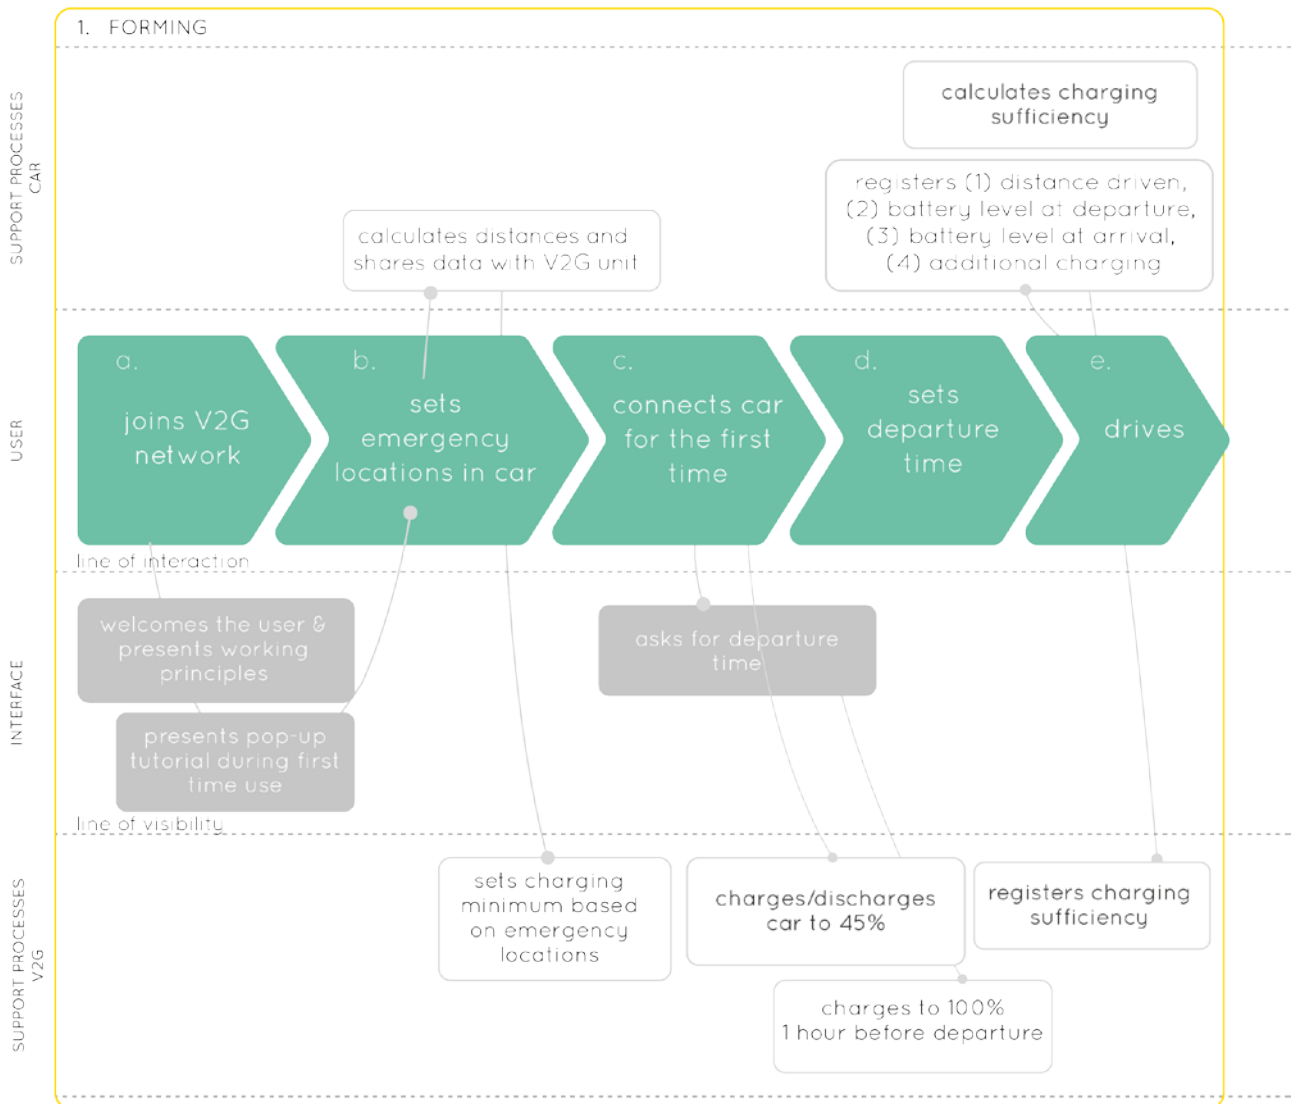 1. FORMING
SUPPORT PROCESSES
CAR
calculates charging
sufficiency
registers (1) distance driven,
(2) battery level at departure,
(3) battery level at arrival,
(4) additional charging
calculates distances and
shares data with V2G unit
USER
a.
joins V2G
network
b.
sets
emergency
locations in car
c.
connects car
for the first
time
d.
sets
departure
time
e.
drives
line of interaction
INTERFACE
welcomes the user &
presents working
principles
presents pop-up
tutorial during first
time use
asks for departure
time
line of visibility
SUPPORT PROCESSES
V2G
sets charging
minimum based
on emergency
locations
charges/discharges
car to 45%
charges to 100%
1 hour before departure
registers charging
sufficiency